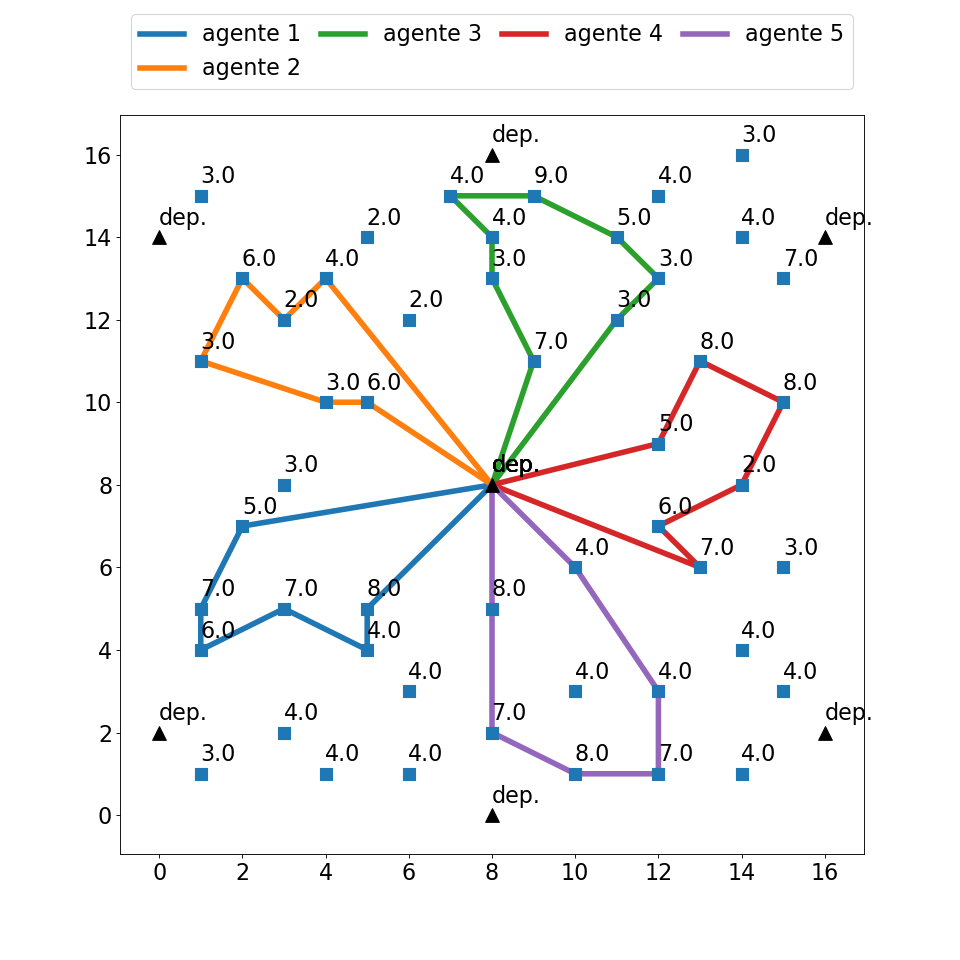 agente 1 agente 3 agente 4 agente 5
agente 2
3.0
16 dep.
3.0 4.0 9.0 4.0
dep. 2.0 4.0 5.0 4.0 dep.
14
6.0 4.0 3.0 3.0 7.0
2.0 2.0 3.0
12
3.0 7.0 8.0
3.0 6.0 8.0
10
5.0
3.0 dep. 2.0
8
5.0 6.0
4.0 7.0 3.0
6
7.0 7.0 8.0 8.0
6.0 4.0 4.0
4
4.0 4.0 4.0 4.0
dep. 4.0 7.0 dep.
2
3.0 4.0 4.0 8.0 7.0 4.0
dep.
0
0 2 4 6 8 10 12 14 16